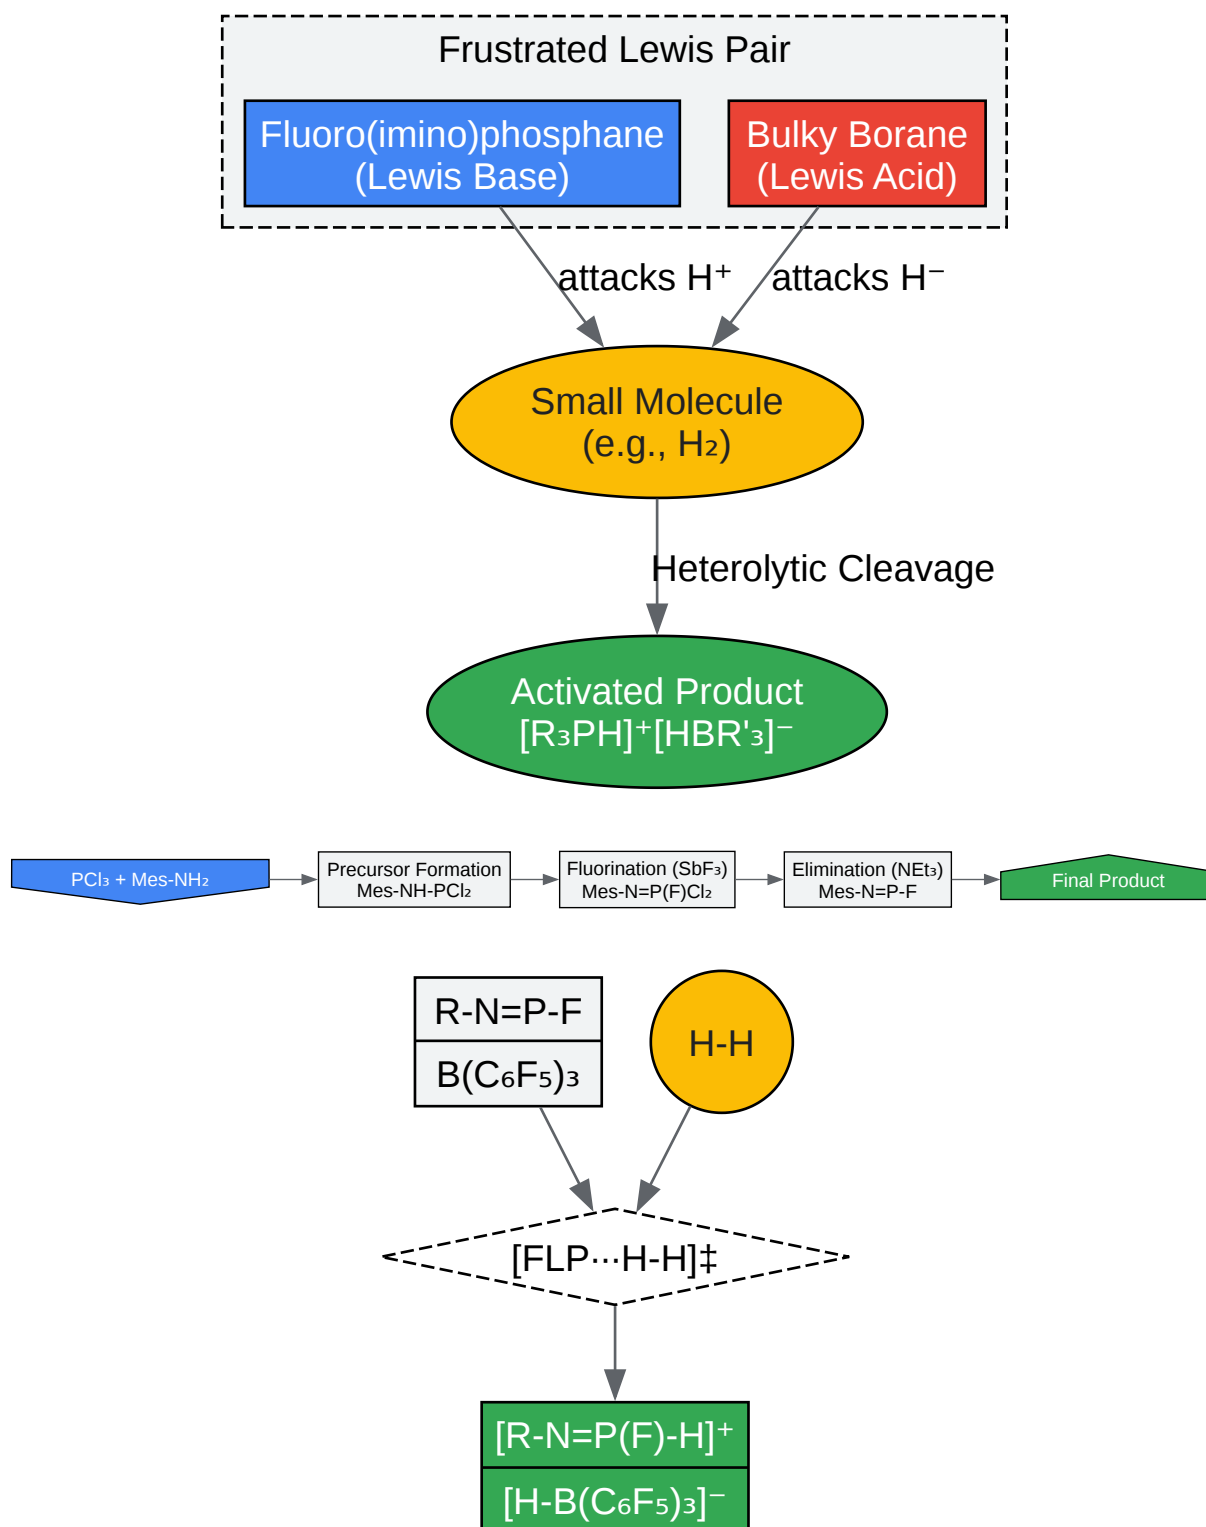 Frustrated Lewis Pair
Fluoro(imino)phosphane
(Lewis Base)
Bulky Borane
(Lewis Acid)
attacks H⁺
attacks H⁻
Small Molecule
(e.g., H₂)
Heterolytic Cleavage
Activated Product
[R₃PH]⁺[HBR'₃]⁻
PCl₃ + Mes-NH₂
Precursor Formation
Mes-NH-PCl₂
Fluorination (SbF₃)
Mes-N=P(F)Cl₂
Elimination (NEt₃)
Mes-N=P-F
Final Product
R-N=P-F
B(C₆F₅)₃
H-H
[FLP···H-H]‡
[R-N=P(F)-H]⁺
[H-B(C₆F₅)₃]⁻